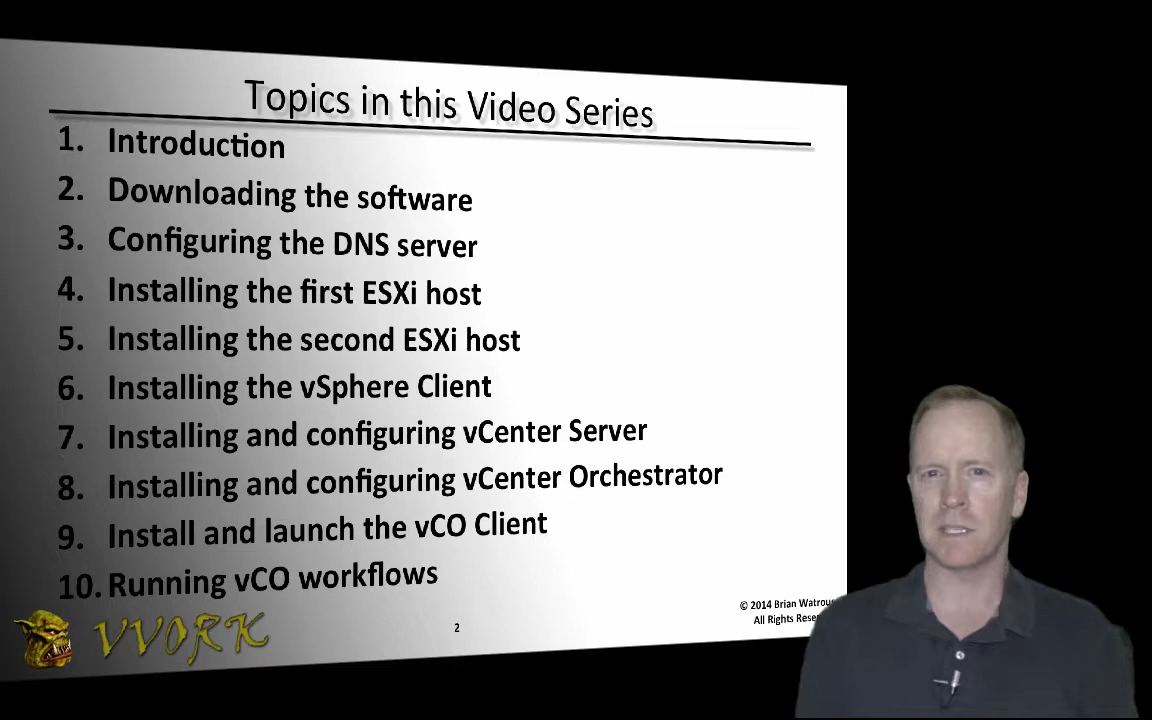 Topics in this Video Series
1. Introduction
2. Downloading the software
3. Configuring the DNS server
4. Installing the first ESXi host
5. Installing the second ESXi host
6. Installing the vSphere Client
7. Installing and configuring vCenter Server
8. Installing and configuring vCenter Orchestrator
9. Install and launch the vCO Client
10. Running vCO workflows
VVORK
2
© 2014 Brian
All Rights